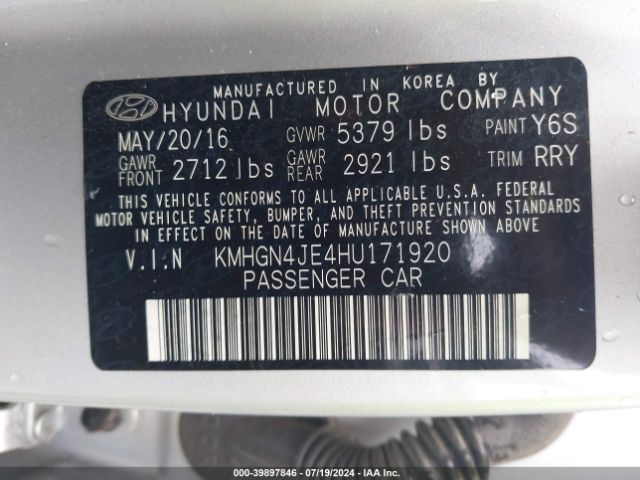 MANUFACTURED IN KOREA BY
HYUNDAI MOTOR COMPANY
MAY/20/16 GVWR 5379 lbs PAINT Y6S
GAWR FRONT 2712 lbs GAWR REAR 2921 lbs TRIM RRY
THIS VEHICLE CONFORMS TO ALL APPLICABLE U.S.A. FEDERAL
MOTOR VEHICLE SAFETY, BUMPER, AND THEFT PREVENTION
STANDARDS IN EFFECT ON THE DATE OF MANUFACTURE SHOWN ABOVE
V.I.N KMHGN4JE4HU171920
PASSENGER CAR
000-39897846 / 07/19/2024 / IAA Inc.